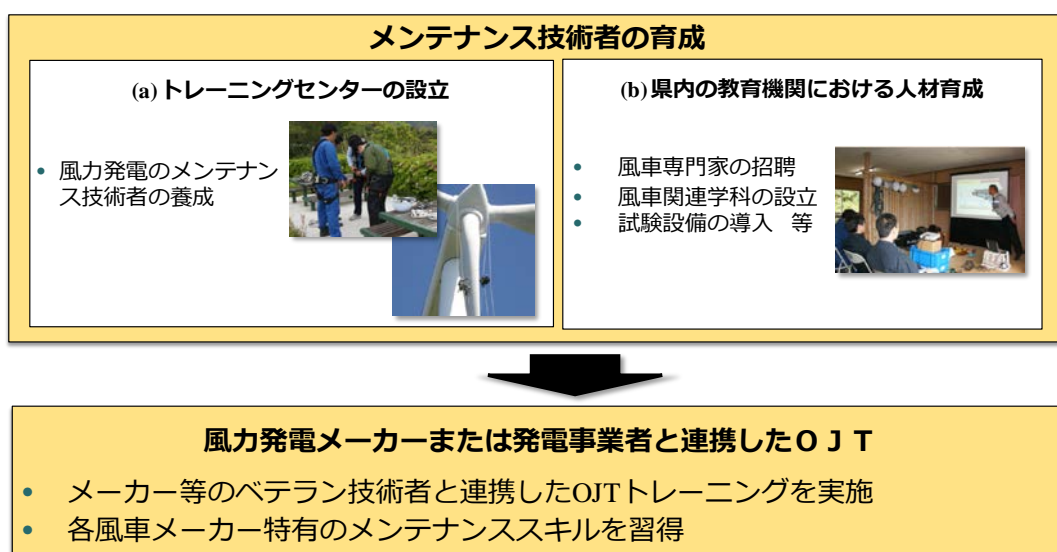 メンテナンス技術者の育成
(a) トレーニングセンターの設立
• 風力発電のメンテナン
ス技術者の養成
(b) 県内の教育機関における人材育成
• 風車専門家の招聘
• 風車関連学科の設立
• 試験設備の導入 等
風力発電メーカーまたは発電事業者と連携したＯＪＴ
• メーカー等のベテラン技術者と連携したOJTトレーニングを実施
• 各風車メーカー特有のメンテナンススキルを習得